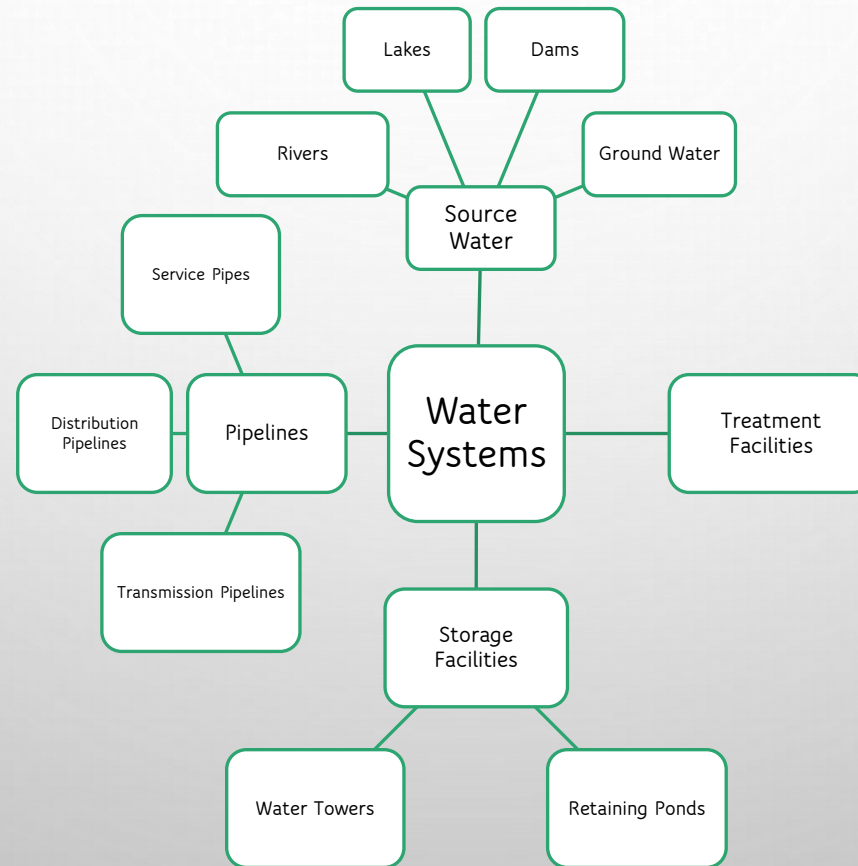 Lakes
Dams
Rivers
Ground Water
Source
Water
Service Pipes
Distribution
Pipelines
Pipelines
Water
Systems
Treatment
Facilities
Transmission Pipelines
Storage
Facilities
Water Towers
Retaining Ponds